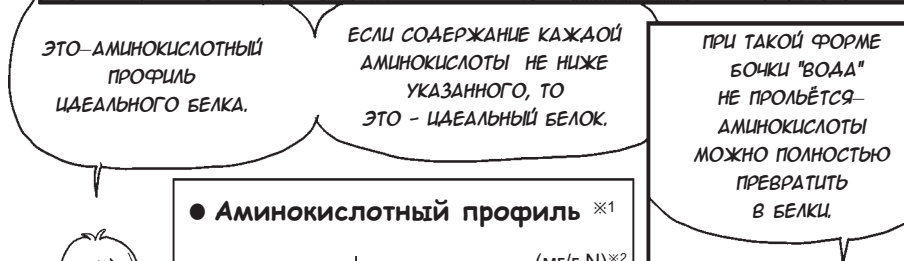 ЭТО–АМИНОКИСЛОТНЫЙ
ПРОФИЛЬ
ИДЕАЛЬНОГО БЕЛКА.
ЕСЛИ СОДЕРЖАНИЕ КАЖДОЙ
АМИНОКИСЛОТЫ НЕ НИЖЕ
УКАЗАННОГО, ТО
ЭТО - ИДЕАЛЬНЫЙ БЕЛОК.
ПРИ ТАКОЙ ФОРМЕ
БОЧКИ "ВОДА"
НЕ ПРОЛЬЁТСЯ–
АМИНОКИСЛОТЫ
МОЖНО ПОЛНОСТЬЮ
ПРЕВРАТИТЬ
В БЕЛКИ.
● Аминокислотный профиль ※1
(мг/г N)※2